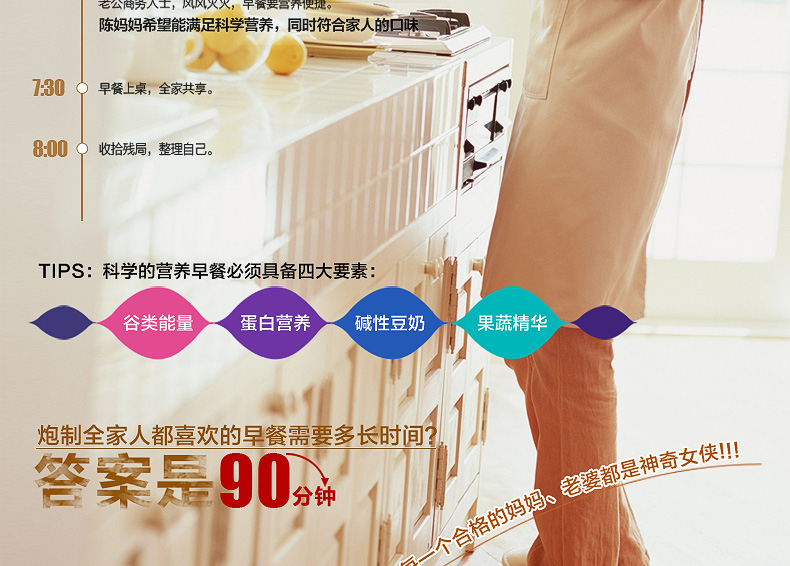 老公商务人士，风风火火，早餐要营养便捷。
陈妈妈希望能满足科学营养，同时符合家人的口味
7:30 早餐上桌，全家共享。
8:00 收拾残局，整理自己。
TIPS：科学的营养早餐必须具备四大要素：
谷类能量 蛋白营养 碱性豆奶 果蔬精华
炮制全家人都喜欢的早餐需要多长时间?
答案是90分钟
每一个合格的妈妈、老婆都是神奇女侠!!!